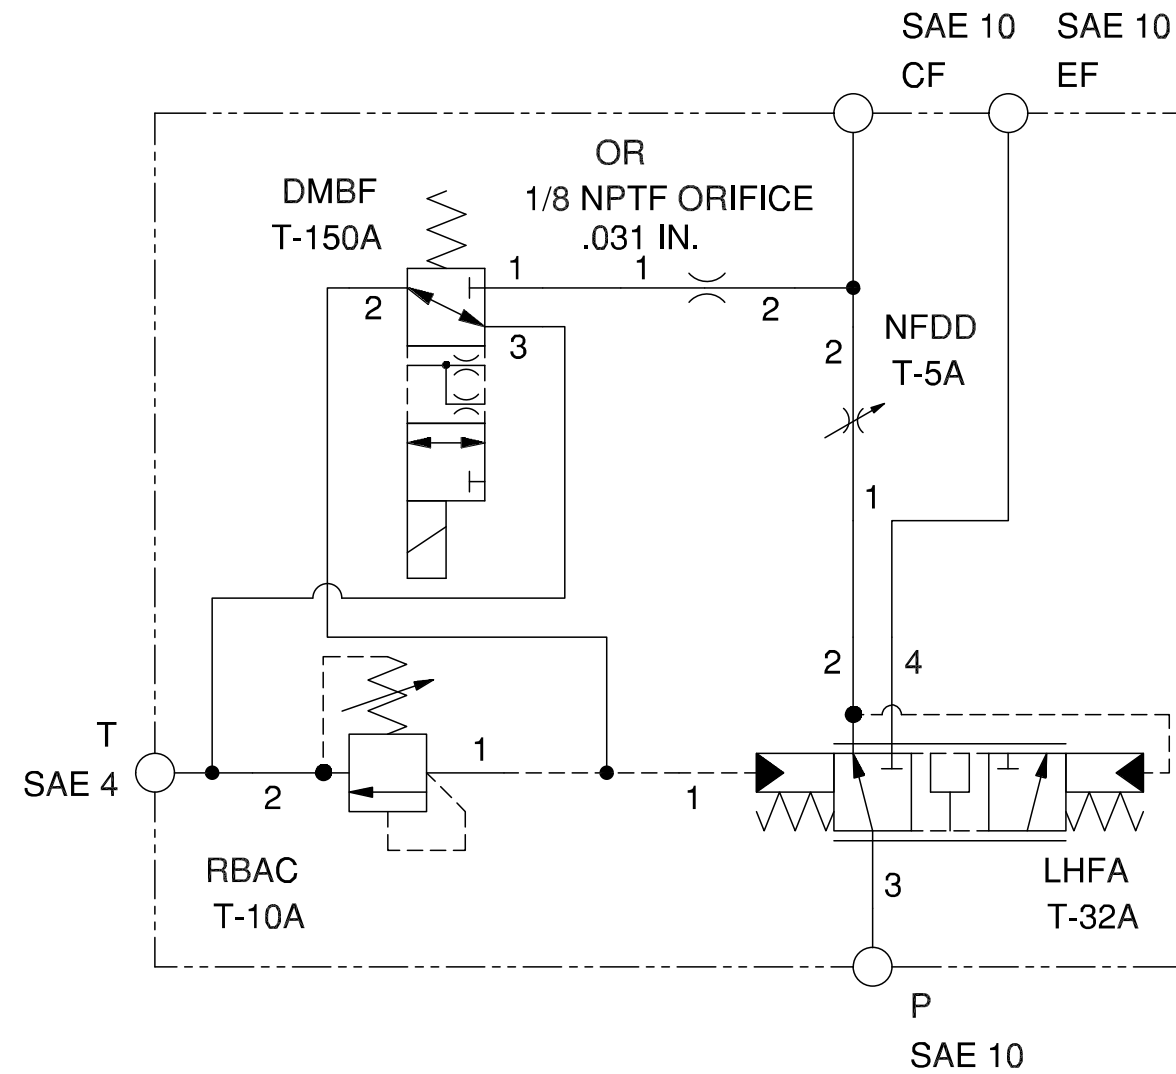 SAE 10 SAE 10
CF EF
OR
DMBF
1/8 NPTF ORIFICE
T-150A
.031 IN.
1 1
2 2
3
NFDD
2
T-5A
1
2 4
T
1
SAE 4
2 1
RBAC
T-10A
3
LHFA
T-32A
P
SAE 10